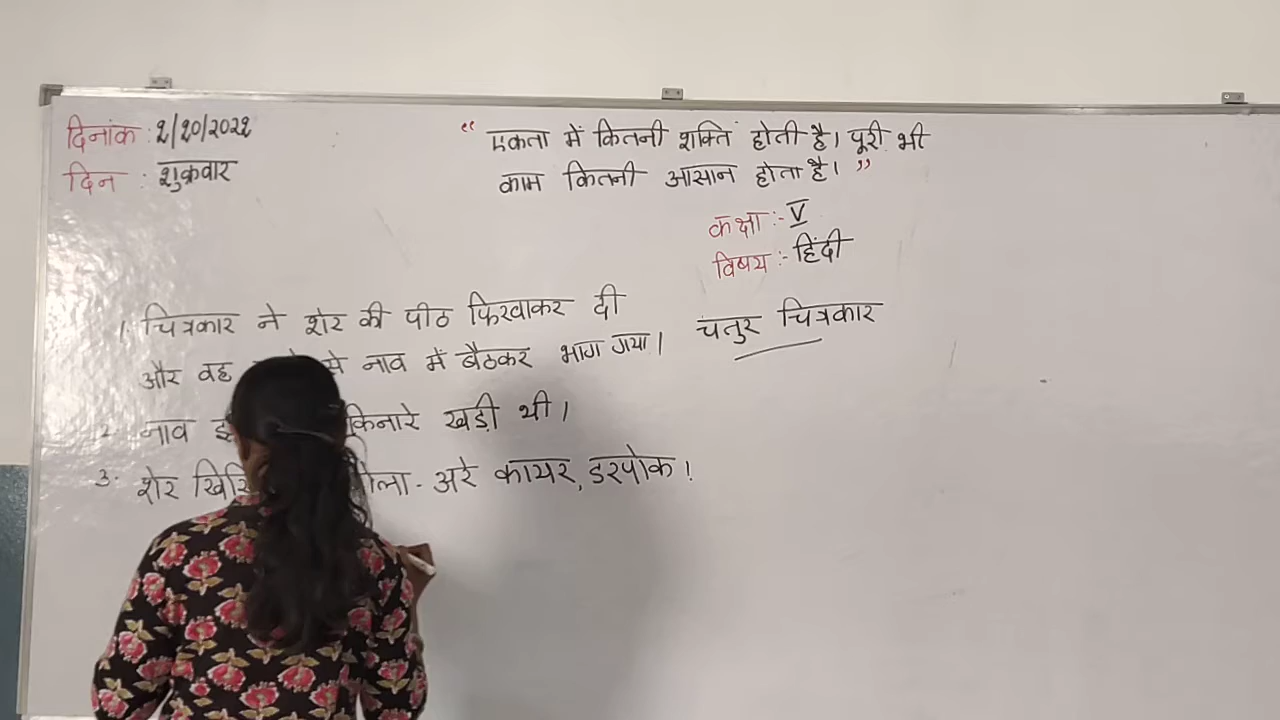 दिनांक : 2/20/2022
दिन : शुक्रवार
“ एकता में कितनी शक्ति होती है। पूरी भी
काम कितनी आसान होता है। ”
कक्षा :- V
विषय :- हिंदी
चतुर चित्रकार
1. चित्रकार ने शेर की पीठ फिरवाकर दी
और वह से नाव में बैठकर भाग गया।
2. नाव किनारे खड़ी थी।
3. शेर - अरे कायर, डरपोक!